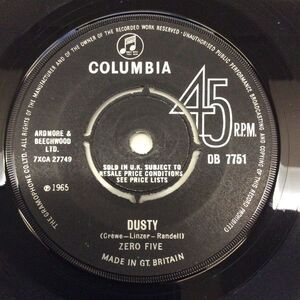 THE GRAMOPHONE CO. LTD. · ALL RIGHTS OF THE MANUFACTURER AND OF THE OWNER OF THE RECORDED WORK RESERVED · UNAUTHORISED PUBLIC PERFORMANCE BROADCASTING AND COPYING OF THIS RECORD PROHIBITED
COLUMBIA
45 R.P.M.
ARDMORE &
BEECHWOOD
LTD.
7XCA 27749
SOLD IN U.K. SUBJECT TO
RESALE PRICE CONDITIONS,
SEE PRICE LISTS
DB 7751
℗ 1965
DUSTY
(Crewe—Linzer—Randell)
ZERO FIVE
MADE IN GT. BRITAIN